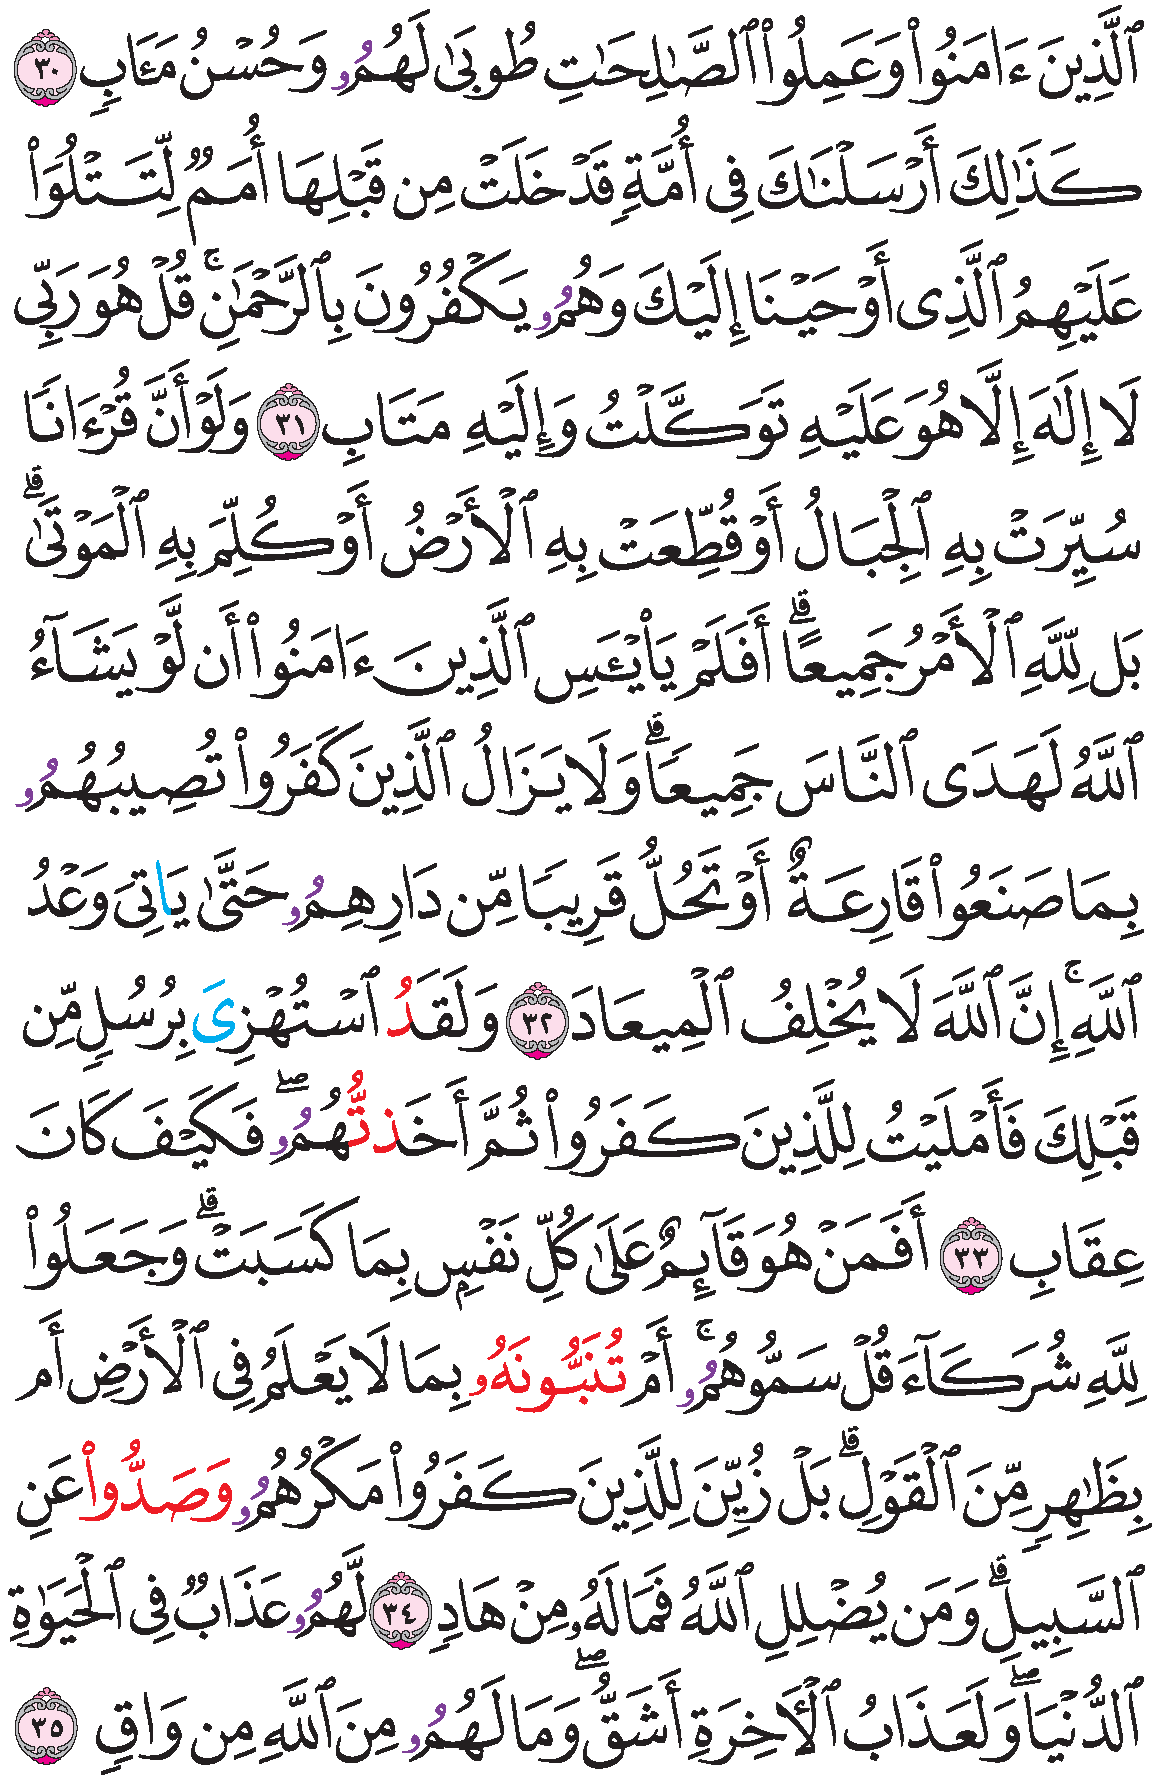 ٱلَّذِينَ ءَامَنُواْ وَعَمِلُواْ ٱلصَّٰلِحَٰتِ طُوبَىٰ لَهُمُۥ وَحُسۡنُ مَـَٔابٖ ٣٠
كَذَٰلِكَ أَرۡسَلۡنَٰكَ فِي أُمَّةٖ قَدۡ خَلَتۡ مِن قَبۡلِهَا أُمَمٞ لِّتَتۡلُوَاْ
عَلَيۡهِمُ ٱلَّذِي أَوۡحَيۡنَا إِلَيۡكَ وَهُمُۥ يَكۡفُرُونَ بِٱلرَّحۡمَٰنِۚ قُلۡ هُوَ رَبِّي
لَا إِلَٰهَ إِلَّا هُوَ عَلَيۡهِ تَوَكَّلۡتُ وَإِلَيۡهِ مَتَابِ ٣١ وَلَوۡ أَنَّ قُرۡءَانٗا
سُيِّرَتۡ بِهِ ٱلۡجِبَالُ أَوۡ قُطِّعَتۡ بِهِ ٱلۡأَرۡضُ أَوۡ كُلِّمَ بِهِ ٱلۡمَوۡتَىٰۗ
بَل لِّلَّهِ ٱلۡأَمۡرُ جَمِيعًاۗ أَفَلَمۡ يَاْيۡـَٔسِ ٱلَّذِينَ ءَامَنُواْ أَن لَّوۡ يَشَآءُ
ٱللَّهُ لَهَدَى ٱلنَّاسَ جَمِيعٗاۗ وَلَا يَزَالُ ٱلَّذِينَ كَفَرُواْ تُصِيبُهُمُۥ
بِمَا صَنَعُواْ قَارِعَةٌ أَوۡ تَحُلُّ قَرِيبٗا مِّن دَارِهِمُۥ حَتَّىٰ يَاتِيَ وَعۡدُ
ٱللَّهِۚ إِنَّ ٱللَّهَ لَا يُخۡلِفُ ٱلۡمِيعَادَ ٣٢ وَلَقَدُ ٱسۡتُهۡزِيَ بِرُسُلٖ مِّن
قَبۡلِكَ فَأَمۡلَيۡتُ لِلَّذِينَ كَفَرُواْ ثُمَّ أَخَذتُّهُمُۥۖ فَكَيۡفَ كَانَ
عِقَابِ ٣٣ أَفَمَنۡ هُوَ قَآئِمٌ عَلَىٰ كُلِّ نَفۡسِۭ بِمَا كَسَبَتۡۗ وَجَعَلُواْ
لِلَّهِ شُرَكَآءَ قُلۡ سَمُّوهُمُۥۚ أَمۡ تُنَبُّونَهُۥ بِمَا لَا يَعۡلَمُ فِي ٱلۡأَرۡضِ أَم
بِظَٰهِرٖ مِّنَ ٱلۡقَوۡلِۗ بَلۡ زُيِّنَ لِلَّذِينَ كَفَرُواْ مَكۡرُهُمُۥ وَصَدُّواْ عَنِ
ٱلسَّبِيلِۗ وَمَن يُضۡلِلِ ٱللَّهُ فَمَا لَهُۥ مِنۡ هَادٖ ٣٤ لَّهُمُۥ عَذَابٞ فِي ٱلۡحَيَوٰةِ
ٱلدُّنۡيَاۖ وَلَعَذَابُ ٱلۡأٓخِرَةِ أَشَقُّۖ وَمَا لَهُمُۥ مِنَ ٱللَّهِ مِن وَاقٖ ٣٥